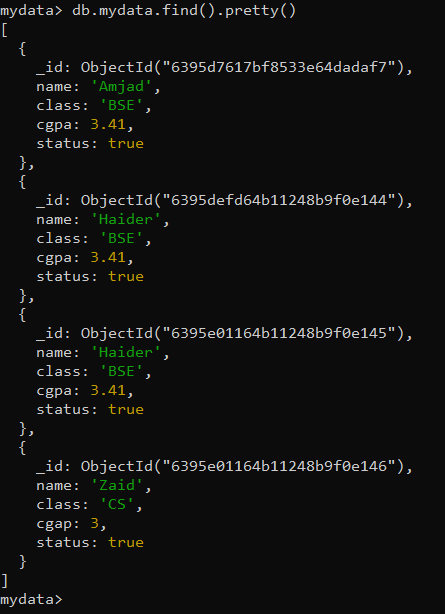 mydata> db.mydata.find().pretty()
[
  {
    _id: ObjectId("6395d7617bf8533e64dadaf7"),
    name: 'Amjad',
    class: 'BSE',
    cgpa: 3.41,
    status: true
  },
  {
    _id: ObjectId("6395defd64b11248b9f0e144"),
    name: 'Haider',
    class: 'BSE',
    cgpa: 3.41,
    status: true
  },
  {
    _id: ObjectId("6395e01164b11248b9f0e145"),
    name: 'Haider',
    class: 'BSE',
    cgpa: 3.41,
    status: true
  },
  {
    _id: ObjectId("6395e01164b11248b9f0e146"),
    name: 'Zaid',
    class: 'CS',
    cgap: 3,
    status: true
  }
]
mydata>